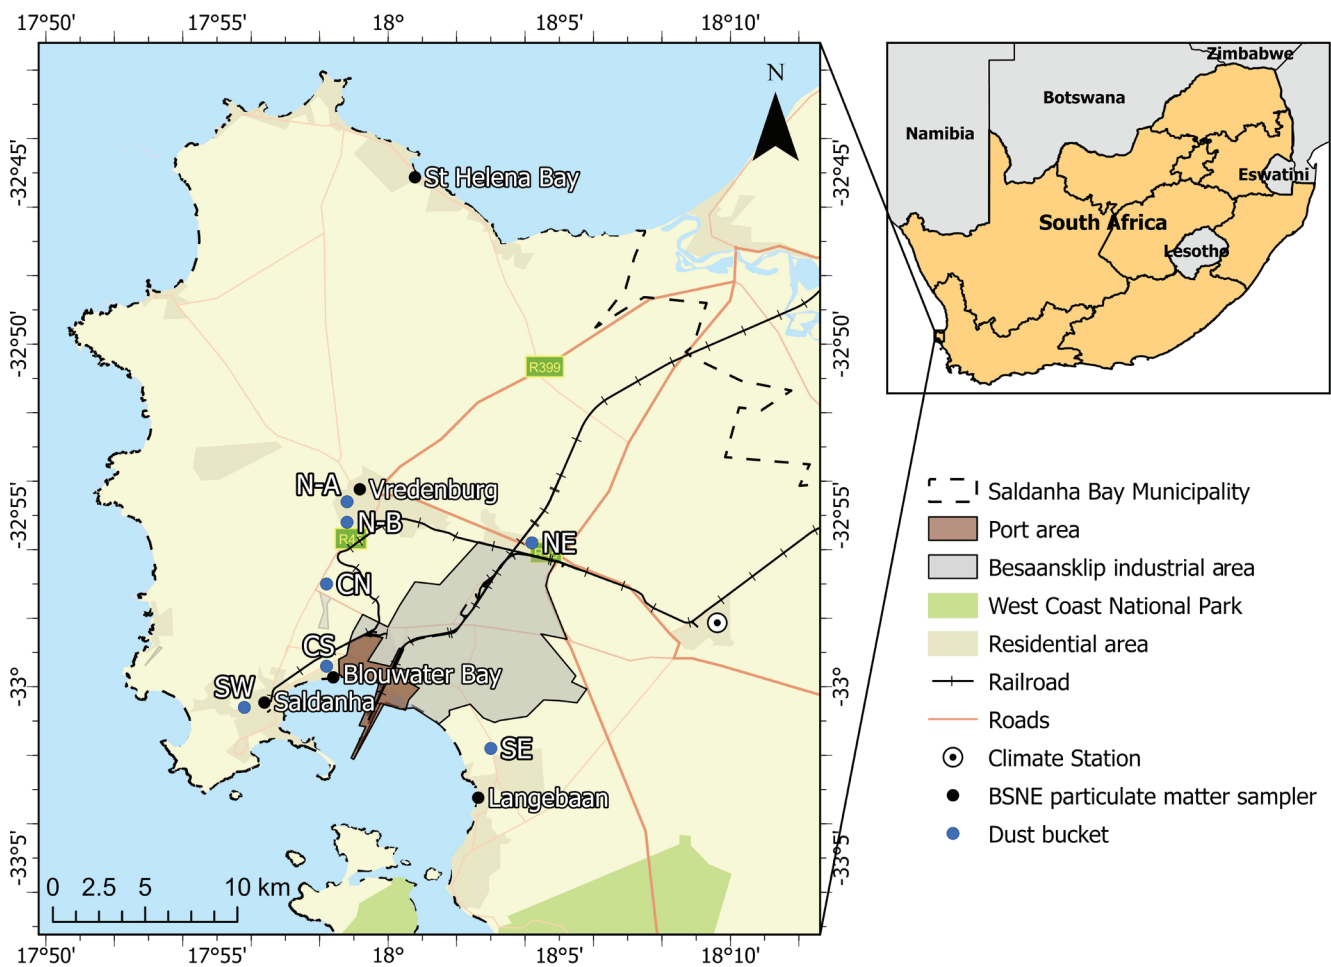 17°50'
17°55'
18°
18°5'
18°10'
N
-32°45'
-32°45'
St Helena Bay
-32°50'
-32°50'
R399
-32°55'
-32°55'
N-A
Vredenburg
N-B
NE
CN
CS
-33°
-33°
Blouwater Bay
SW
Saldanha
SE
Langebaan
-33°5'
-33°5'
0 2.5 5 10 km
17°50'
17°55'
18°
18°5'
18°10'
Zimbabwe
Botswana
Namibia
Eswatini
South Africa
Lesotho
Saldanha Bay Municipality
Port area
Besaansklip industrial area
West Coast National Park
Residential area
Railroad
Roads
Climate Station
BSNE particulate matter sampler
Dust bucket